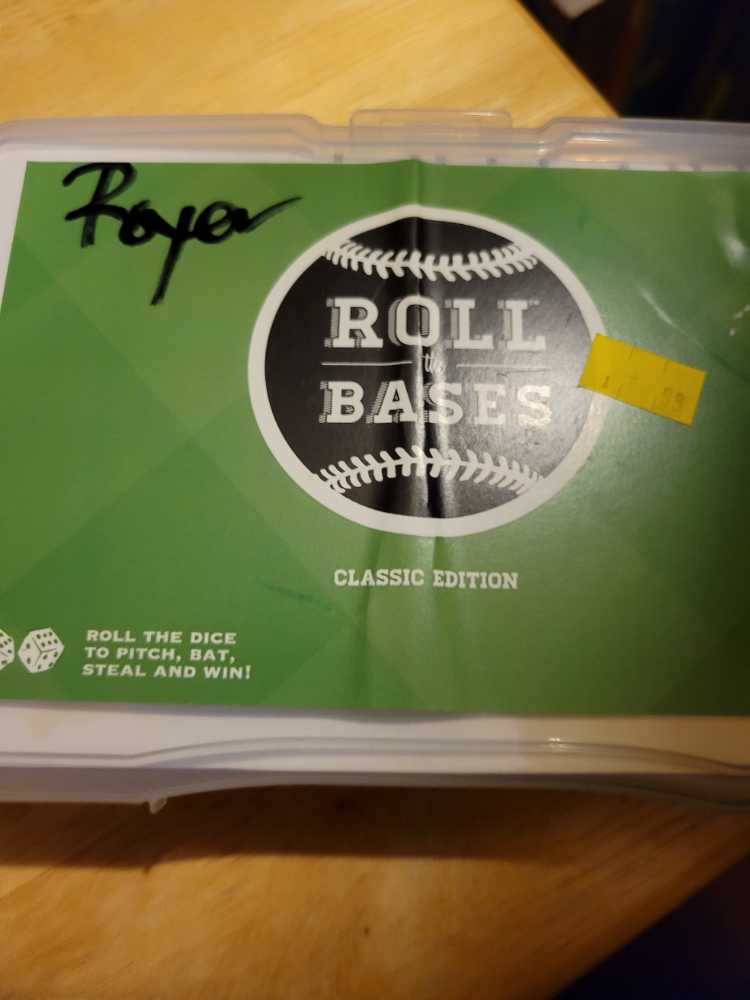 Royer
ROLL
the
BASES
CLASSIC EDITION
ROLL THE DICE
TO PITCH, BAT,
STEAL AND WIN!